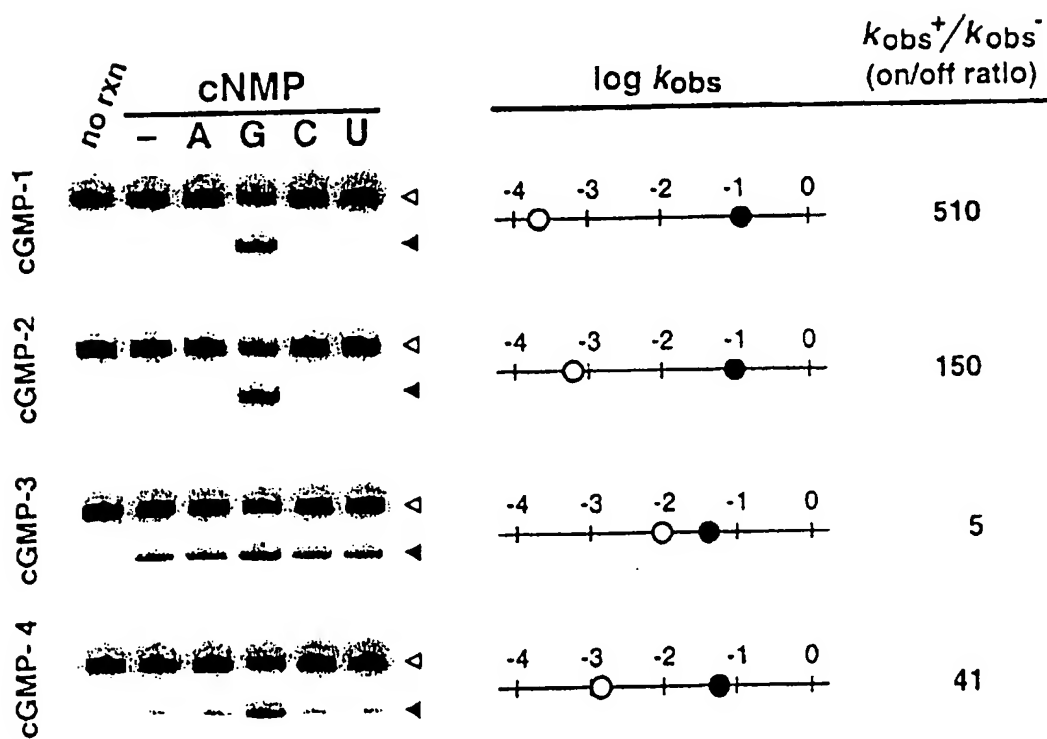 no rxn
cNMP
– A G C U
log kobs
kobs+/kobs-
(on/off ratio)
cGMP-1
-4 -3 -2 -1 0
510
cGMP-2
-4 -3 -2 -1 0
150
cGMP-3
-4 -3 -2 -1 0
5
cGMP-4
-4 -3 -2 -1 0
41